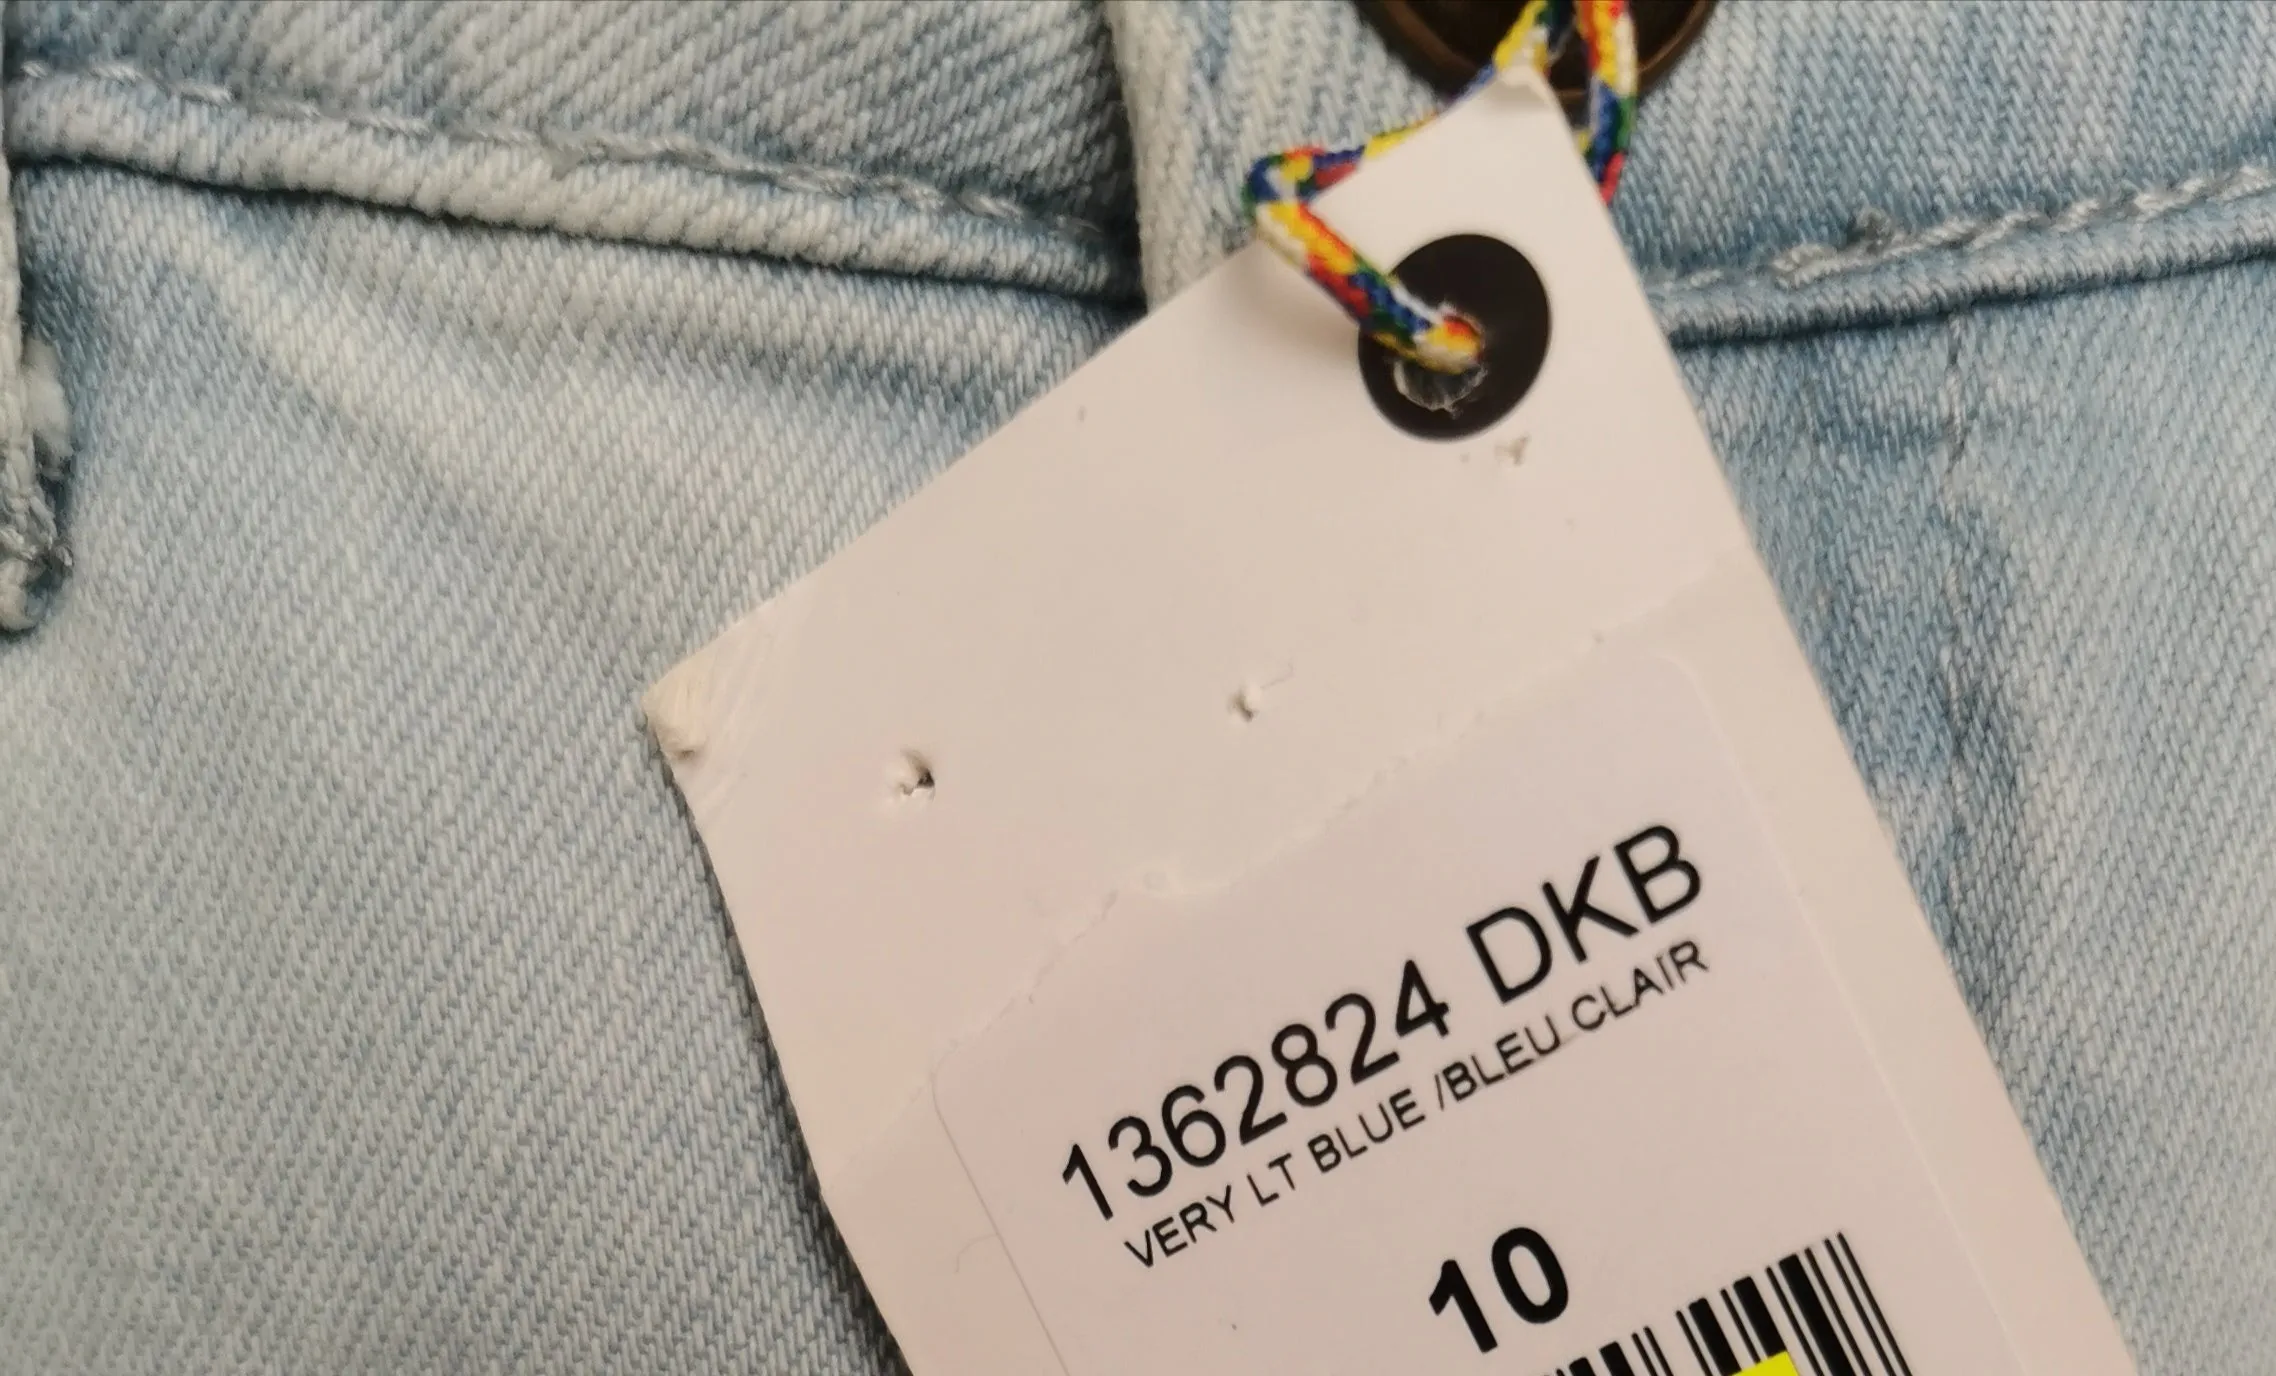 1362824 DKB
VERY LT BLUE /BLEU CLAIR
10